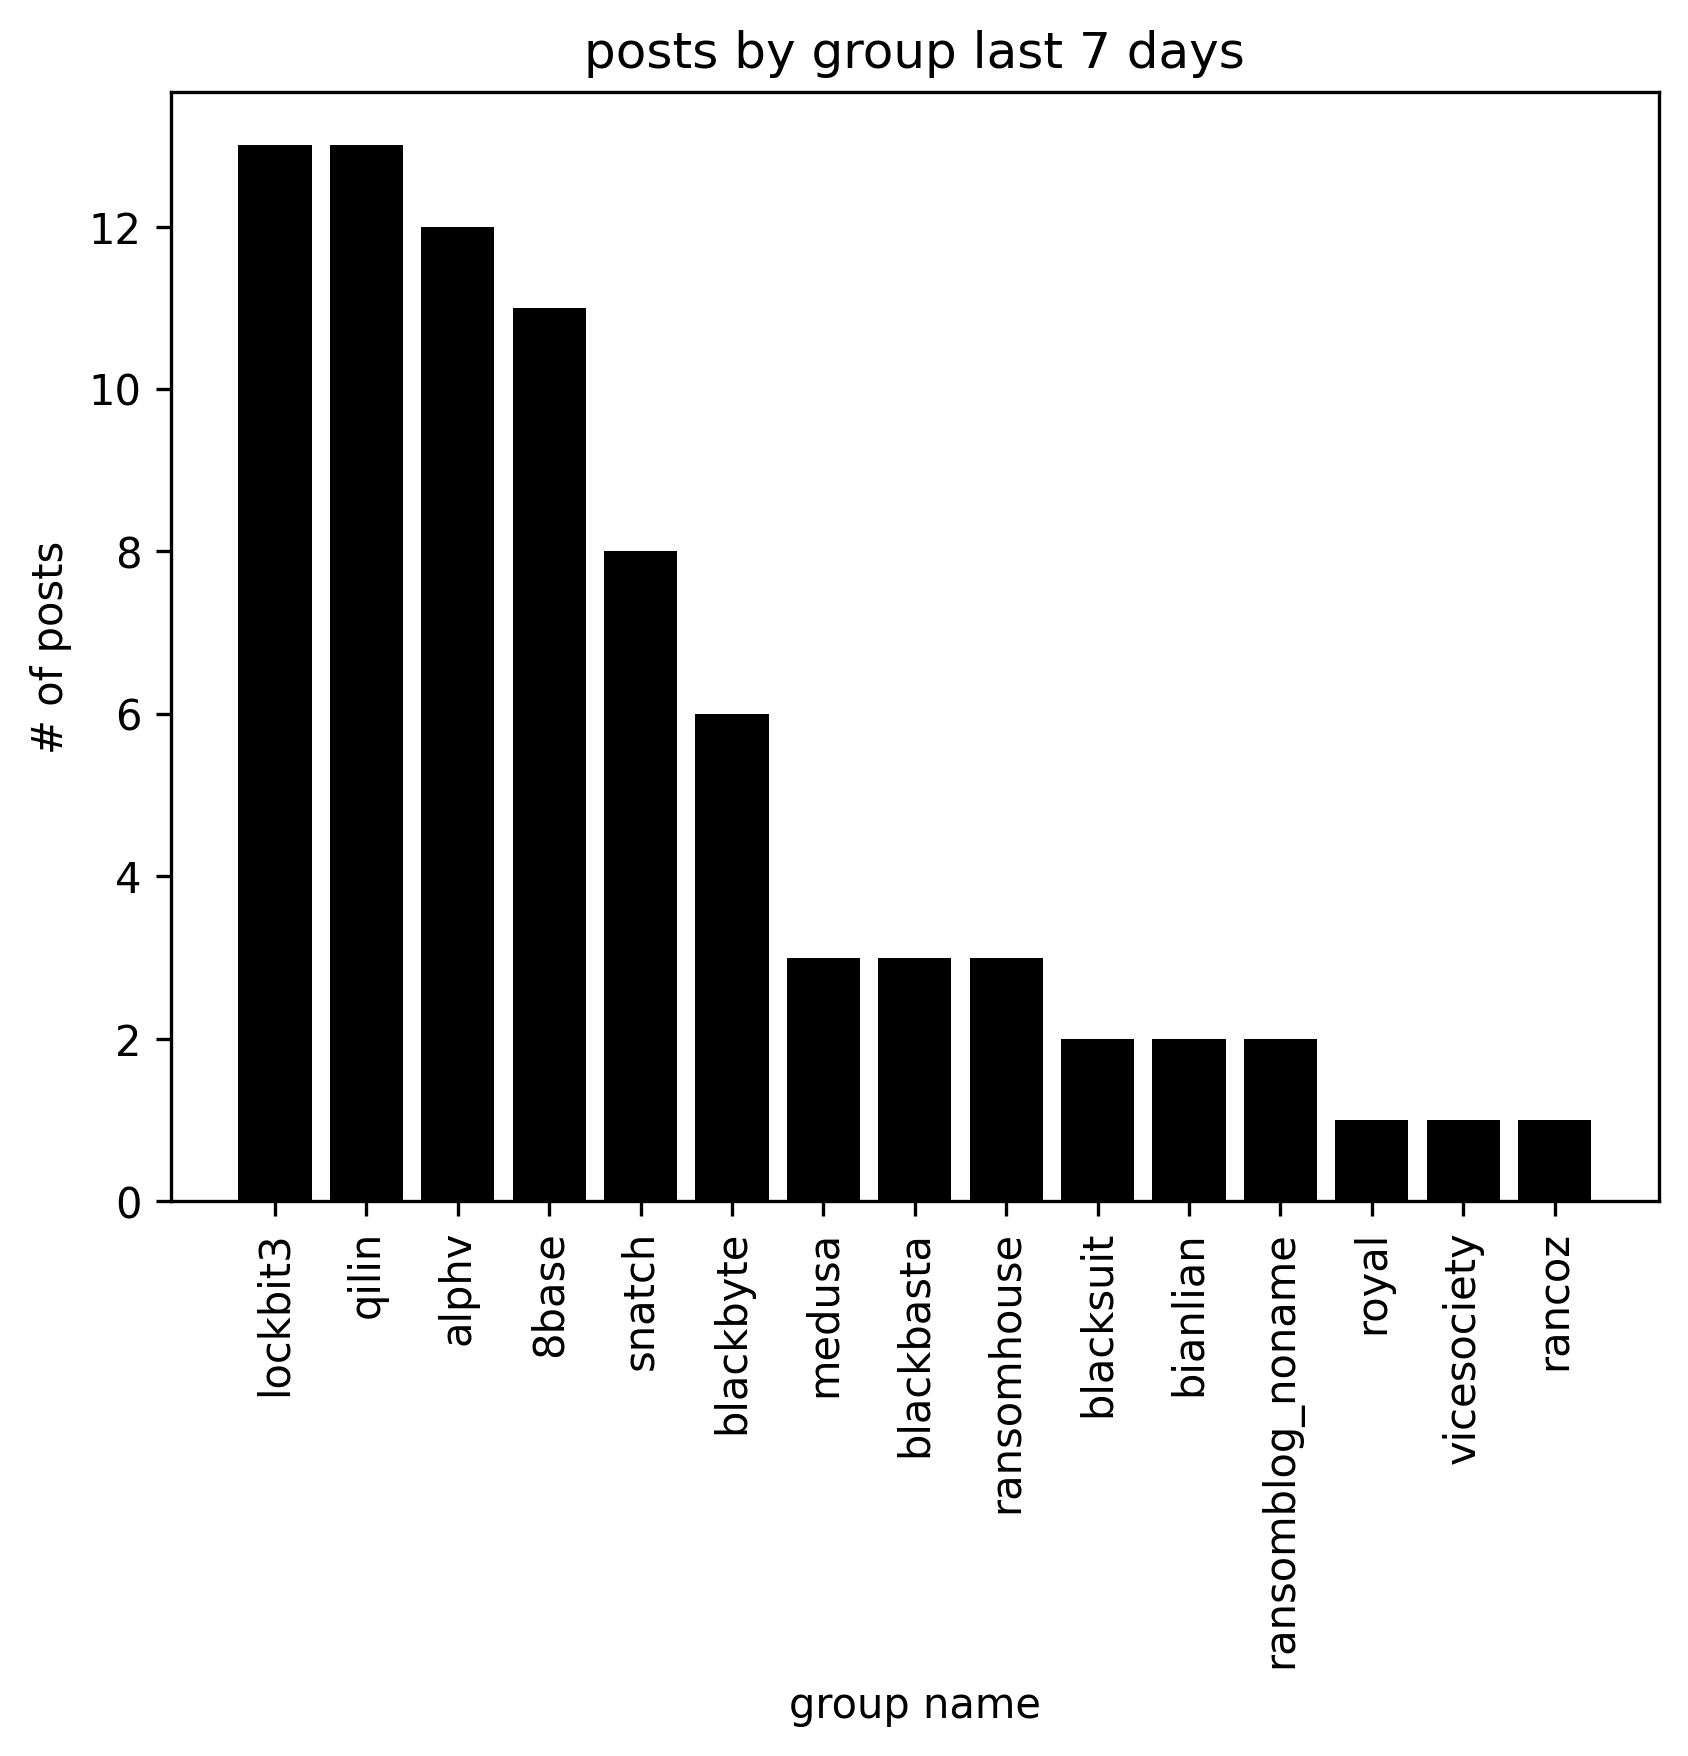 posts by group last 7 days
# of posts
12
10
8
6
4
2
0
lockbit3
qilin
alphv
8base
snatch
blackbyte
medusa
blackbasta
ransomhouse
blacksuit
bianlian
ransomblog_noname
royal
vicesociety
rancoz
group name